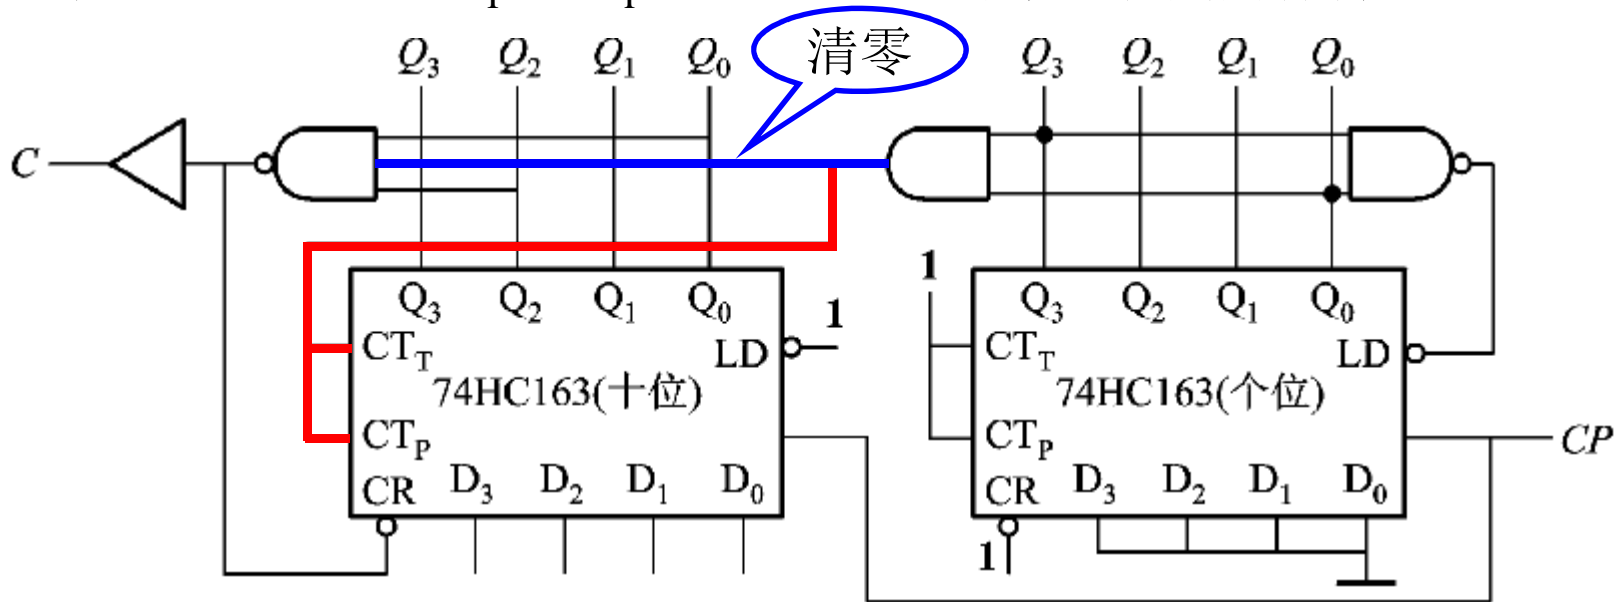 清零
Q3 Q2 Q1 Q0 Q3 Q2 Q1 Q0
C
1
Q3 Q2 Q1 Q0 1 Q3 Q2 Q1 Q0
CTT LD CTT LD
74HC163(十位) 74HC163(个位)
CTP CTP CP
CR D3 D2 D1 D0 CR D3 D2 D1 D0
1